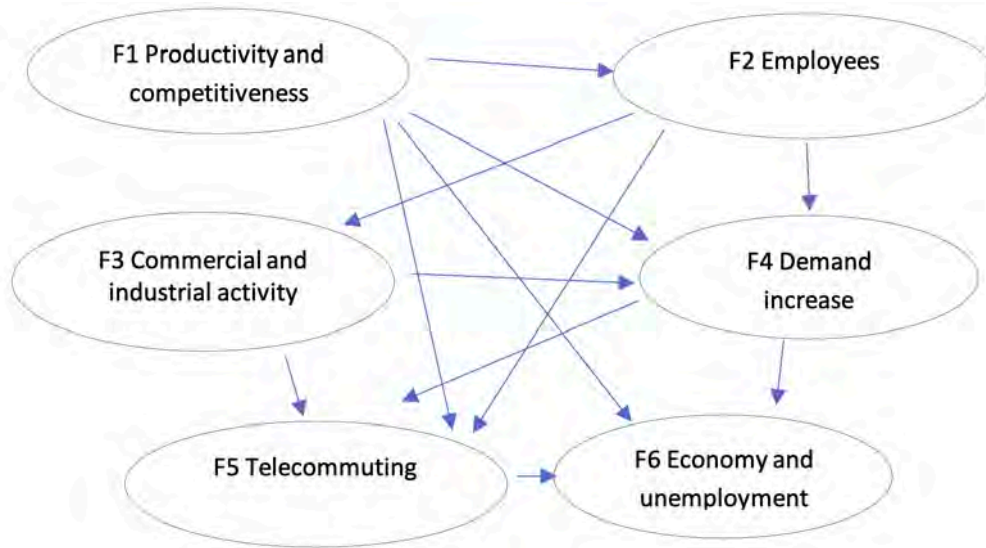 F1 Productivity and
competitiveness
F2 Employees
F3 Commercial and
industrial activity
F4 Demand
increase
F5 Telecommuting
F6 Economy and
unemployment